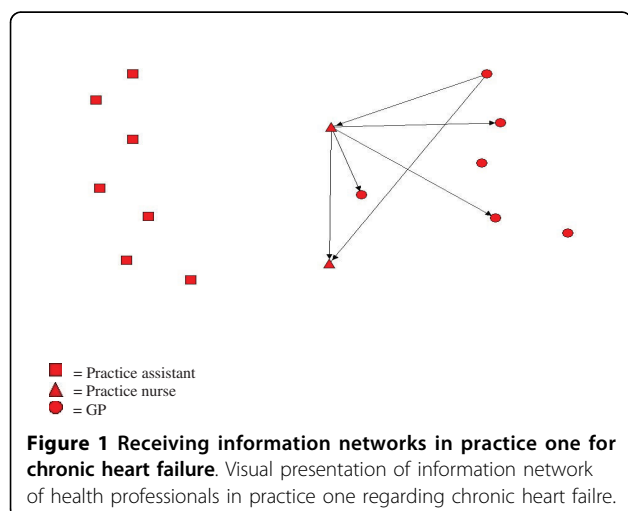 = Practice assistant
= Practice nurse
= GP
Figure 1 Receiving information networks in practice one for
chronic heart failure. Visual presentation of information network
of health professionals in practice one regarding chronic heart failre.